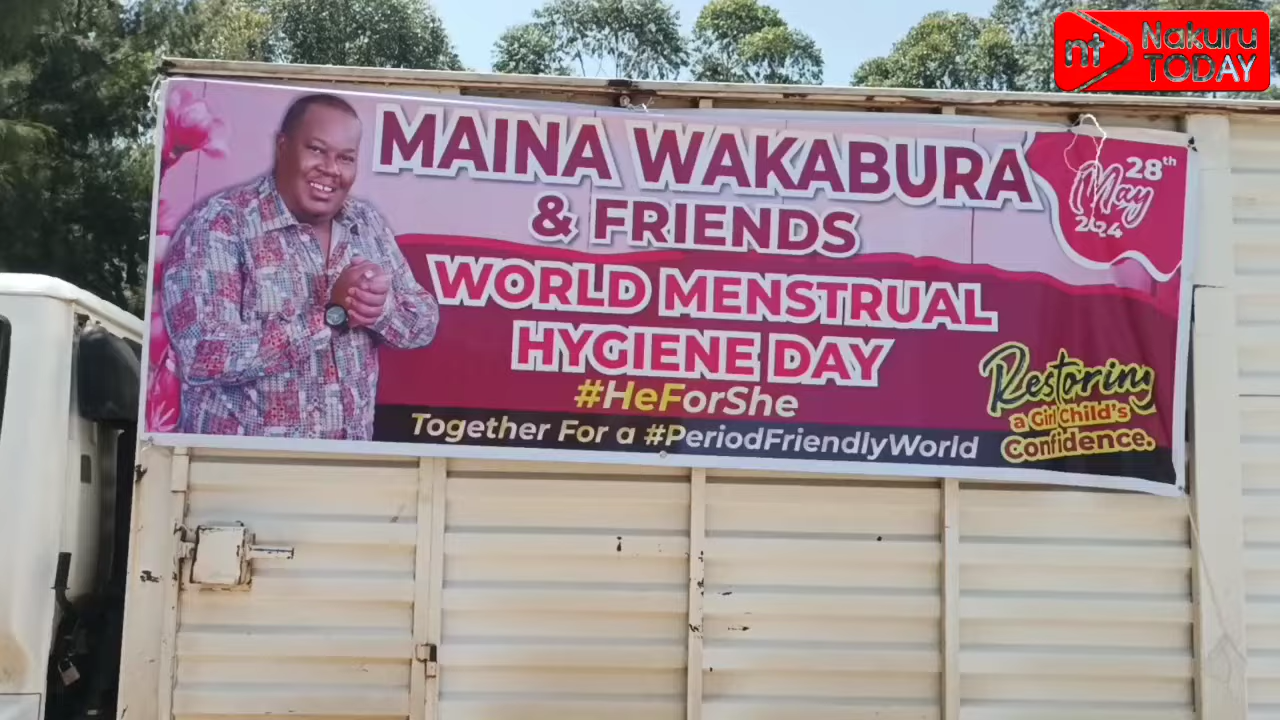 nt Nakuru
TODAY
MAINA WAKABURA
& FRIENDS
28th
May
2024
WORLD MENSTRUAL
HYGIENE DAY
#HeForShe
Together For a #PeriodFriendlyWorld
Restoring
a Girl Child's
Confidence.